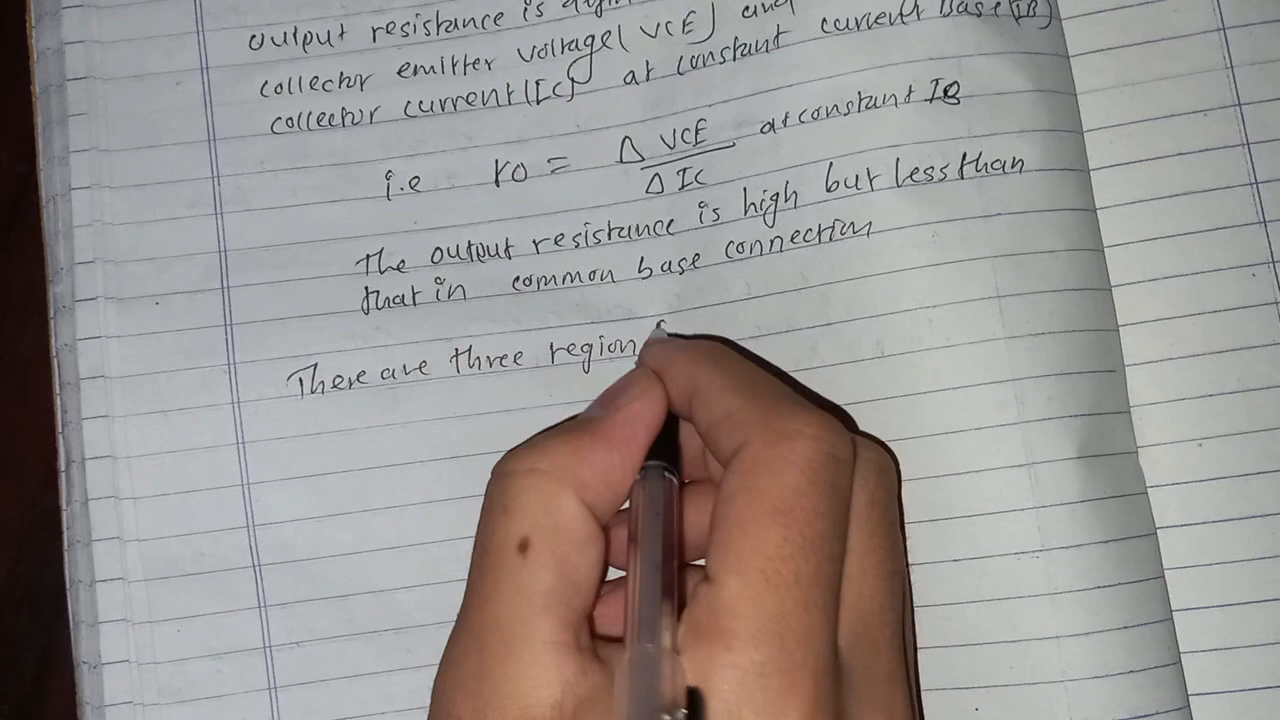 output resistance is
collector emitter voltage (VCE) and
collector current (IC) at constant current Base (IB)
i.e ro = ΔVCE / ΔIC at constant IB
The output resistance is high but less than
that in common base connection
There are three region